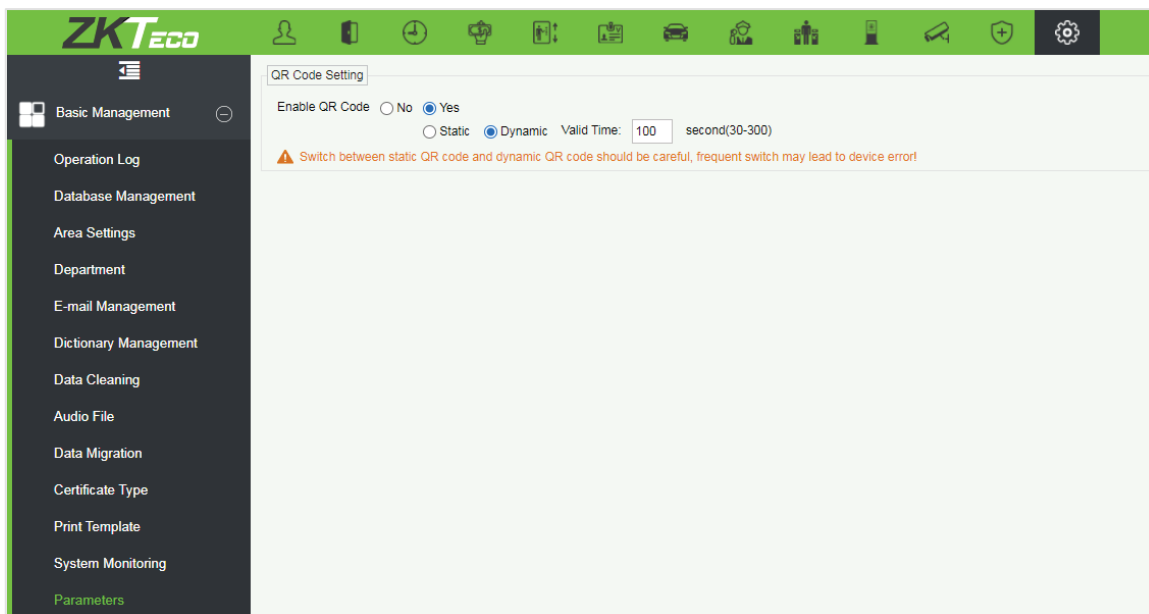 ZKTECO
QR Code Setting
Basic Management
Enable QR Code No Yes
Static Dynamic Valid Time: 100 second(30-300)
Switch between static QR code and dynamic QR code should be careful, frequent switch may lead to device error!
Operation Log
Database Management
Area Settings
Department
E-mail Management
Dictionary Management
Data Cleaning
Audio File
Data Migration
Certificate Type
Print Template
System Monitoring
Parameters